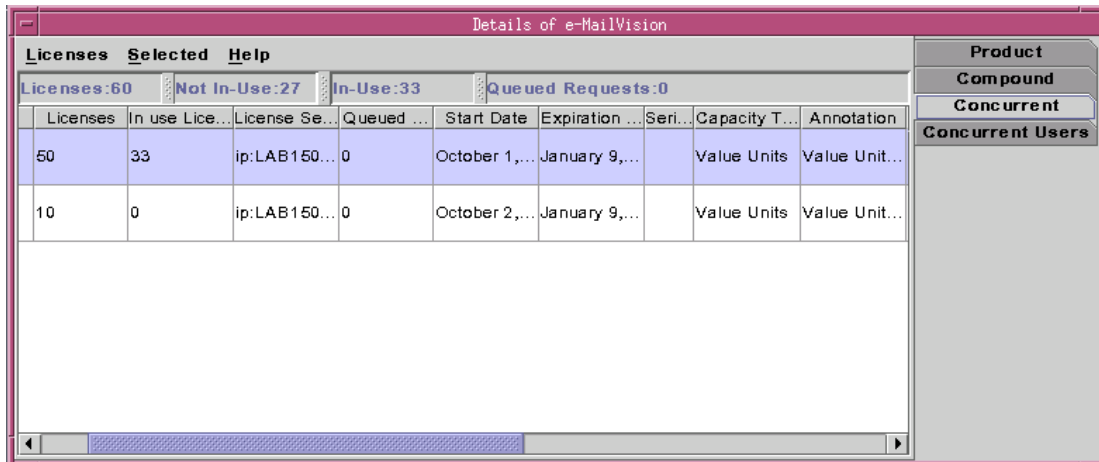 Details of e-MailVision
Licenses Selected Help
Licenses:60 Not In-Use:27 In-Use:33 Queued Requests:0
Licenses In use Lice... License Se... Queued ... Start Date Expiration ... Seri... Capacity T... Annotation
50 33 ip:LAB150... 0 October 1,... January 9,... Value Units Value Unit...
10 0 ip:LAB150... 0 October 2,... January 9,... Value Units Value Unit...
Product
Compound
Concurrent
Concurrent Users